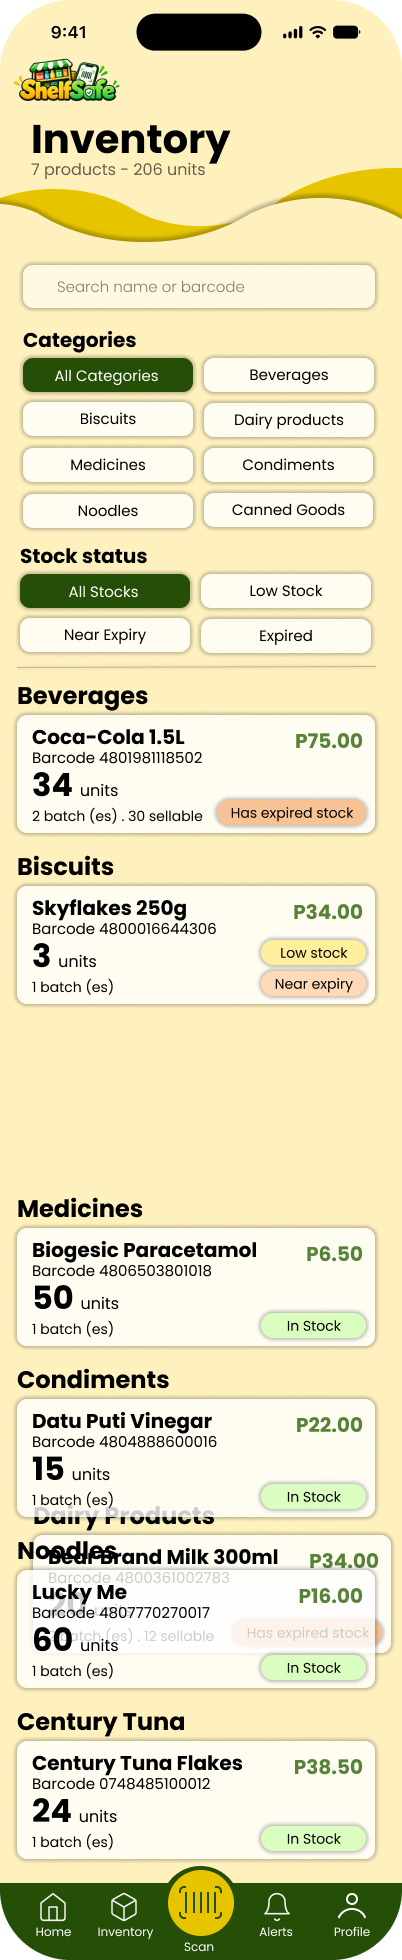 9:41
ShelfSafe
Inventory
7 products - 206 units
Search name or barcode
Categories
All Categories
Beverages
Biscuits
Dairy products
Medicines
Condiments
Noodles
Canned Goods
Stock status
All Stocks
Low Stock
Near Expiry
Expired
Beverages
Coca-Cola 1.5L
P75.00
Barcode 4801981118502
34 units
2 batch (es) . 30 sellable
Has expired stock
Biscuits
Skyflakes 250g
P34.00
Barcode 4800016644306
3 units
Low stock
1 batch (es)
Near expiry
Medicines
Biogesic Paracetamol
P6.50
Barcode 4806503801018
50 units
1 batch (es)
In Stock
Condiments
Datu Puti Vinegar
P22.00
Barcode 4804888600016
15 units
1 batch (es)
In Stock
Dairy Products
Noodles
Bear Brand Milk 300ml
P34.00
Barcode 4800361002783
Lucky Me
P16.00
Barcode 4807770270017
60 units
batch (es) . 12 sellable
Has expired stock
1 batch (es)
In Stock
Century Tuna
Century Tuna Flakes
P38.50
Barcode 0748485100012
24 units
1 batch (es)
In Stock
Home
Inventory
Scan
Alerts
Profile